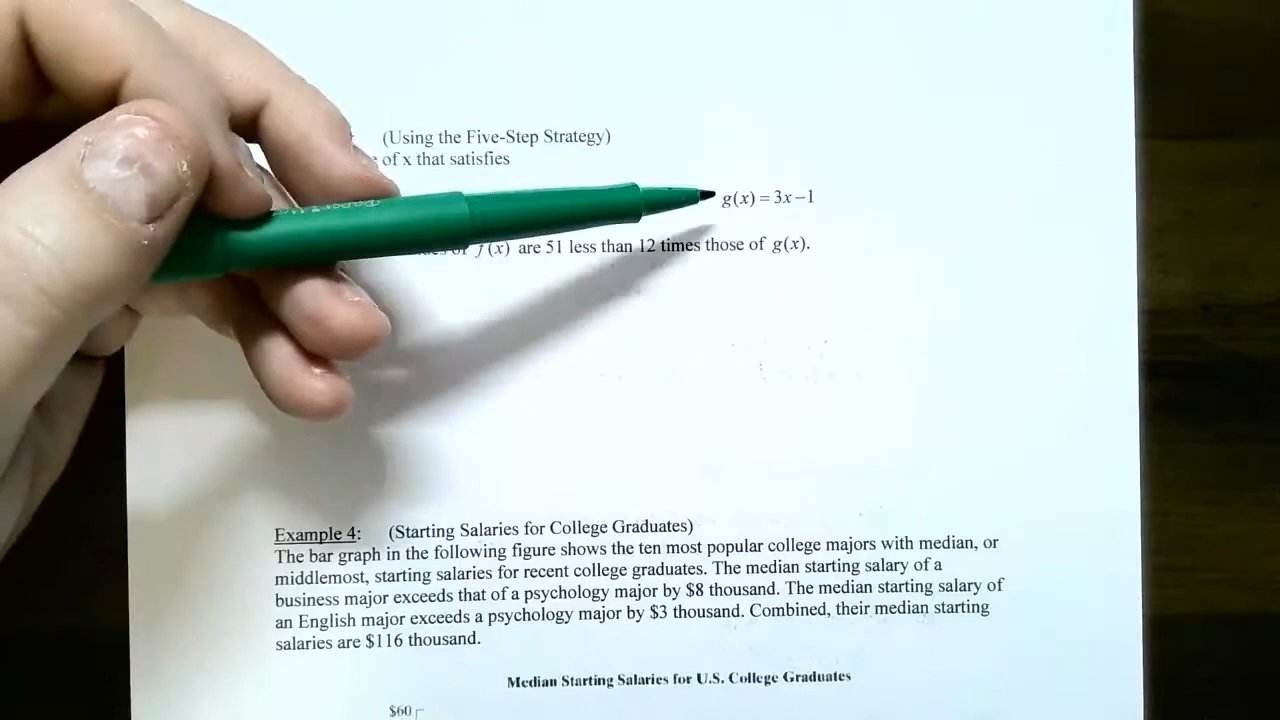 (Using the Five-Step Strategy)
of x that satisfies
g(x) = 3x − 1
f(x) are 51 less than 12 times those of g(x).
Example 4: (Starting Salaries for College Graduates)
The bar graph in the following figure shows the ten most popular college majors with median, or
middlemost, starting salaries for recent college graduates. The median starting salary of a
business major exceeds that of a psychology major by $8 thousand. The median starting salary of
an English major exceeds a psychology major by $3 thousand. Combined, their median starting
salaries are $116 thousand.
Median Starting Salaries for U.S. College Graduates
$60